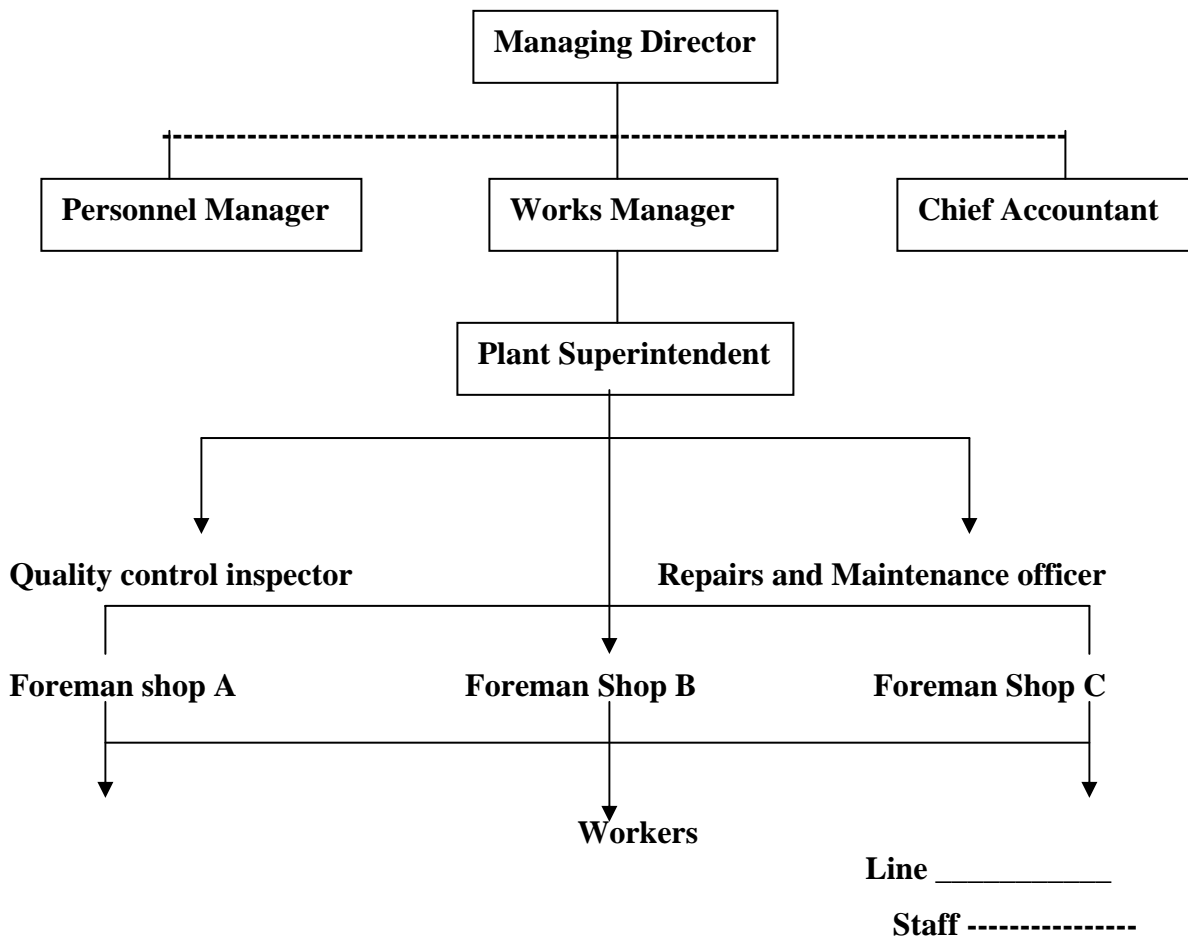 Managing Director
Personnel Manager
Works Manager
Chief Accountant
Plant Superintendent
Quality control inspector
Repairs and Maintenance officer
Foreman shop A
Foreman Shop B
Foreman Shop C
Workers
Line ___________
Staff ----------------